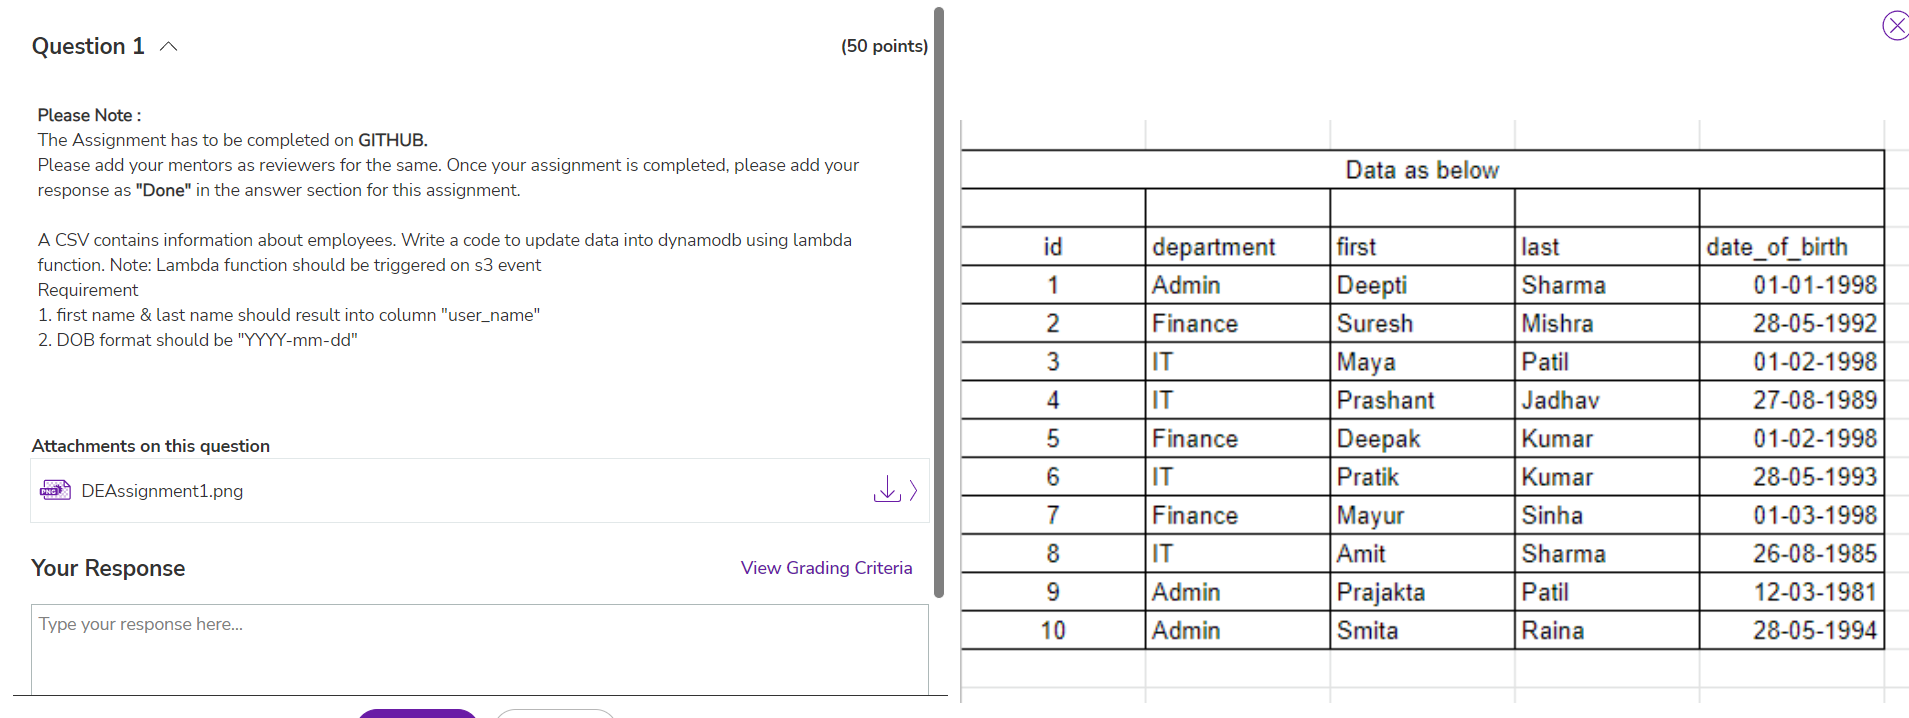 Question 1
(50 points)
Please Note :
The Assignment has to be completed on GITHUB.
Please add your mentors as reviewers for the same. Once your assignment is completed, please add your
response as "Done" in the answer section for this assignment.
A CSV contains information about employees. Write a code to update data into dynamodb using lambda
function. Note: Lambda function should be triggered on s3 event
Requirement
1. first name & last name should result into column "user_name"
2. DOB format should be "YYYY-mm-dd"
Attachments on this question
PNG
DEAssignment1.png
Your Response
View Grading Criteria
Type your response here...
Data as below
id department first last date_of_birth
1 Admin Deepti Sharma 01-01-1998
2 Finance Suresh Mishra 28-05-1992
3 IT Maya Patil 01-02-1998
4 IT Prashant Jadhav 27-08-1989
5 Finance Deepak Kumar 01-02-1998
6 IT Pratik Kumar 28-05-1993
7 Finance Mayur Sinha 01-03-1998
8 IT Amit Sharma 26-08-1985
9 Admin Prajakta Patil 12-03-1981
10 Admin Smita Raina 28-05-1994